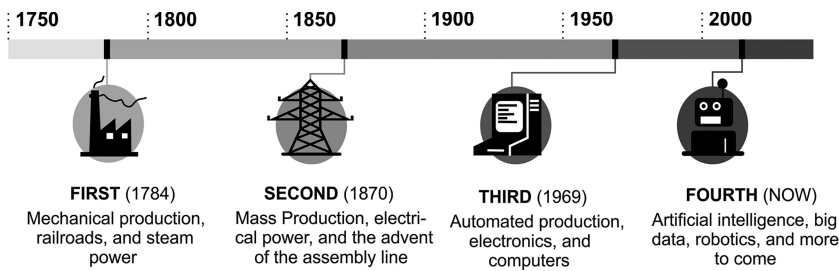 1750 1800 1850 1900 1950 2000
FIRST (1784)
Mechanical production,
railroads, and steam
power
SECOND (1870)
Mass Production, electri-
cal power, and the advent
of the assembly line
THIRD (1969)
Automated production,
electronics, and
computers
FOURTH (NOW)
Artificial intelligence, big
data, robotics, and more
to come